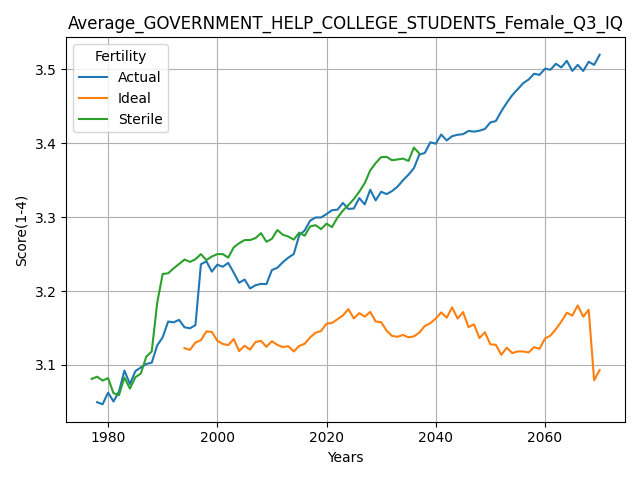 Average_GOVERNMENT_HELP_COLLEGE_STUDENTS_Female_Q3_IQ
Fertility
Actual
Ideal
Sterile
Score(1-4)
3.5
3.4
3.3
3.2
3.1
1980
2000
2020
2040
2060
Years